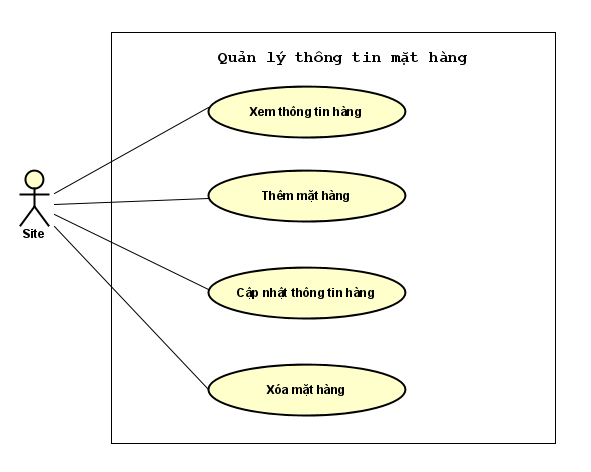 Quản lý thông tin mặt hàng
Xem thông tin hàng
Thêm mặt hàng
Site
Cập nhật thông tin hàng
Xóa mặt hàng